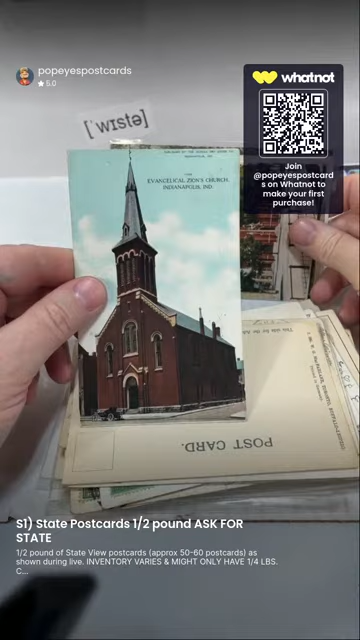 popeyespostcards
5.0
whatnot
Join
@popeyespostcard
s on Whatnot to
make your first
purchase!
['wɪstə]
EVANGELICAL ZION'S CHURCH,
INDIANAPOLIS, IND.
POST CARD.
S1) State Postcards 1/2 pound ASK FOR
STATE
1/2 pound of State View postcards (approx 50-60 postcards) as
shown during live. INVENTORY VARIES & MIGHT ONLY HAVE 1/4 LBS.
C...